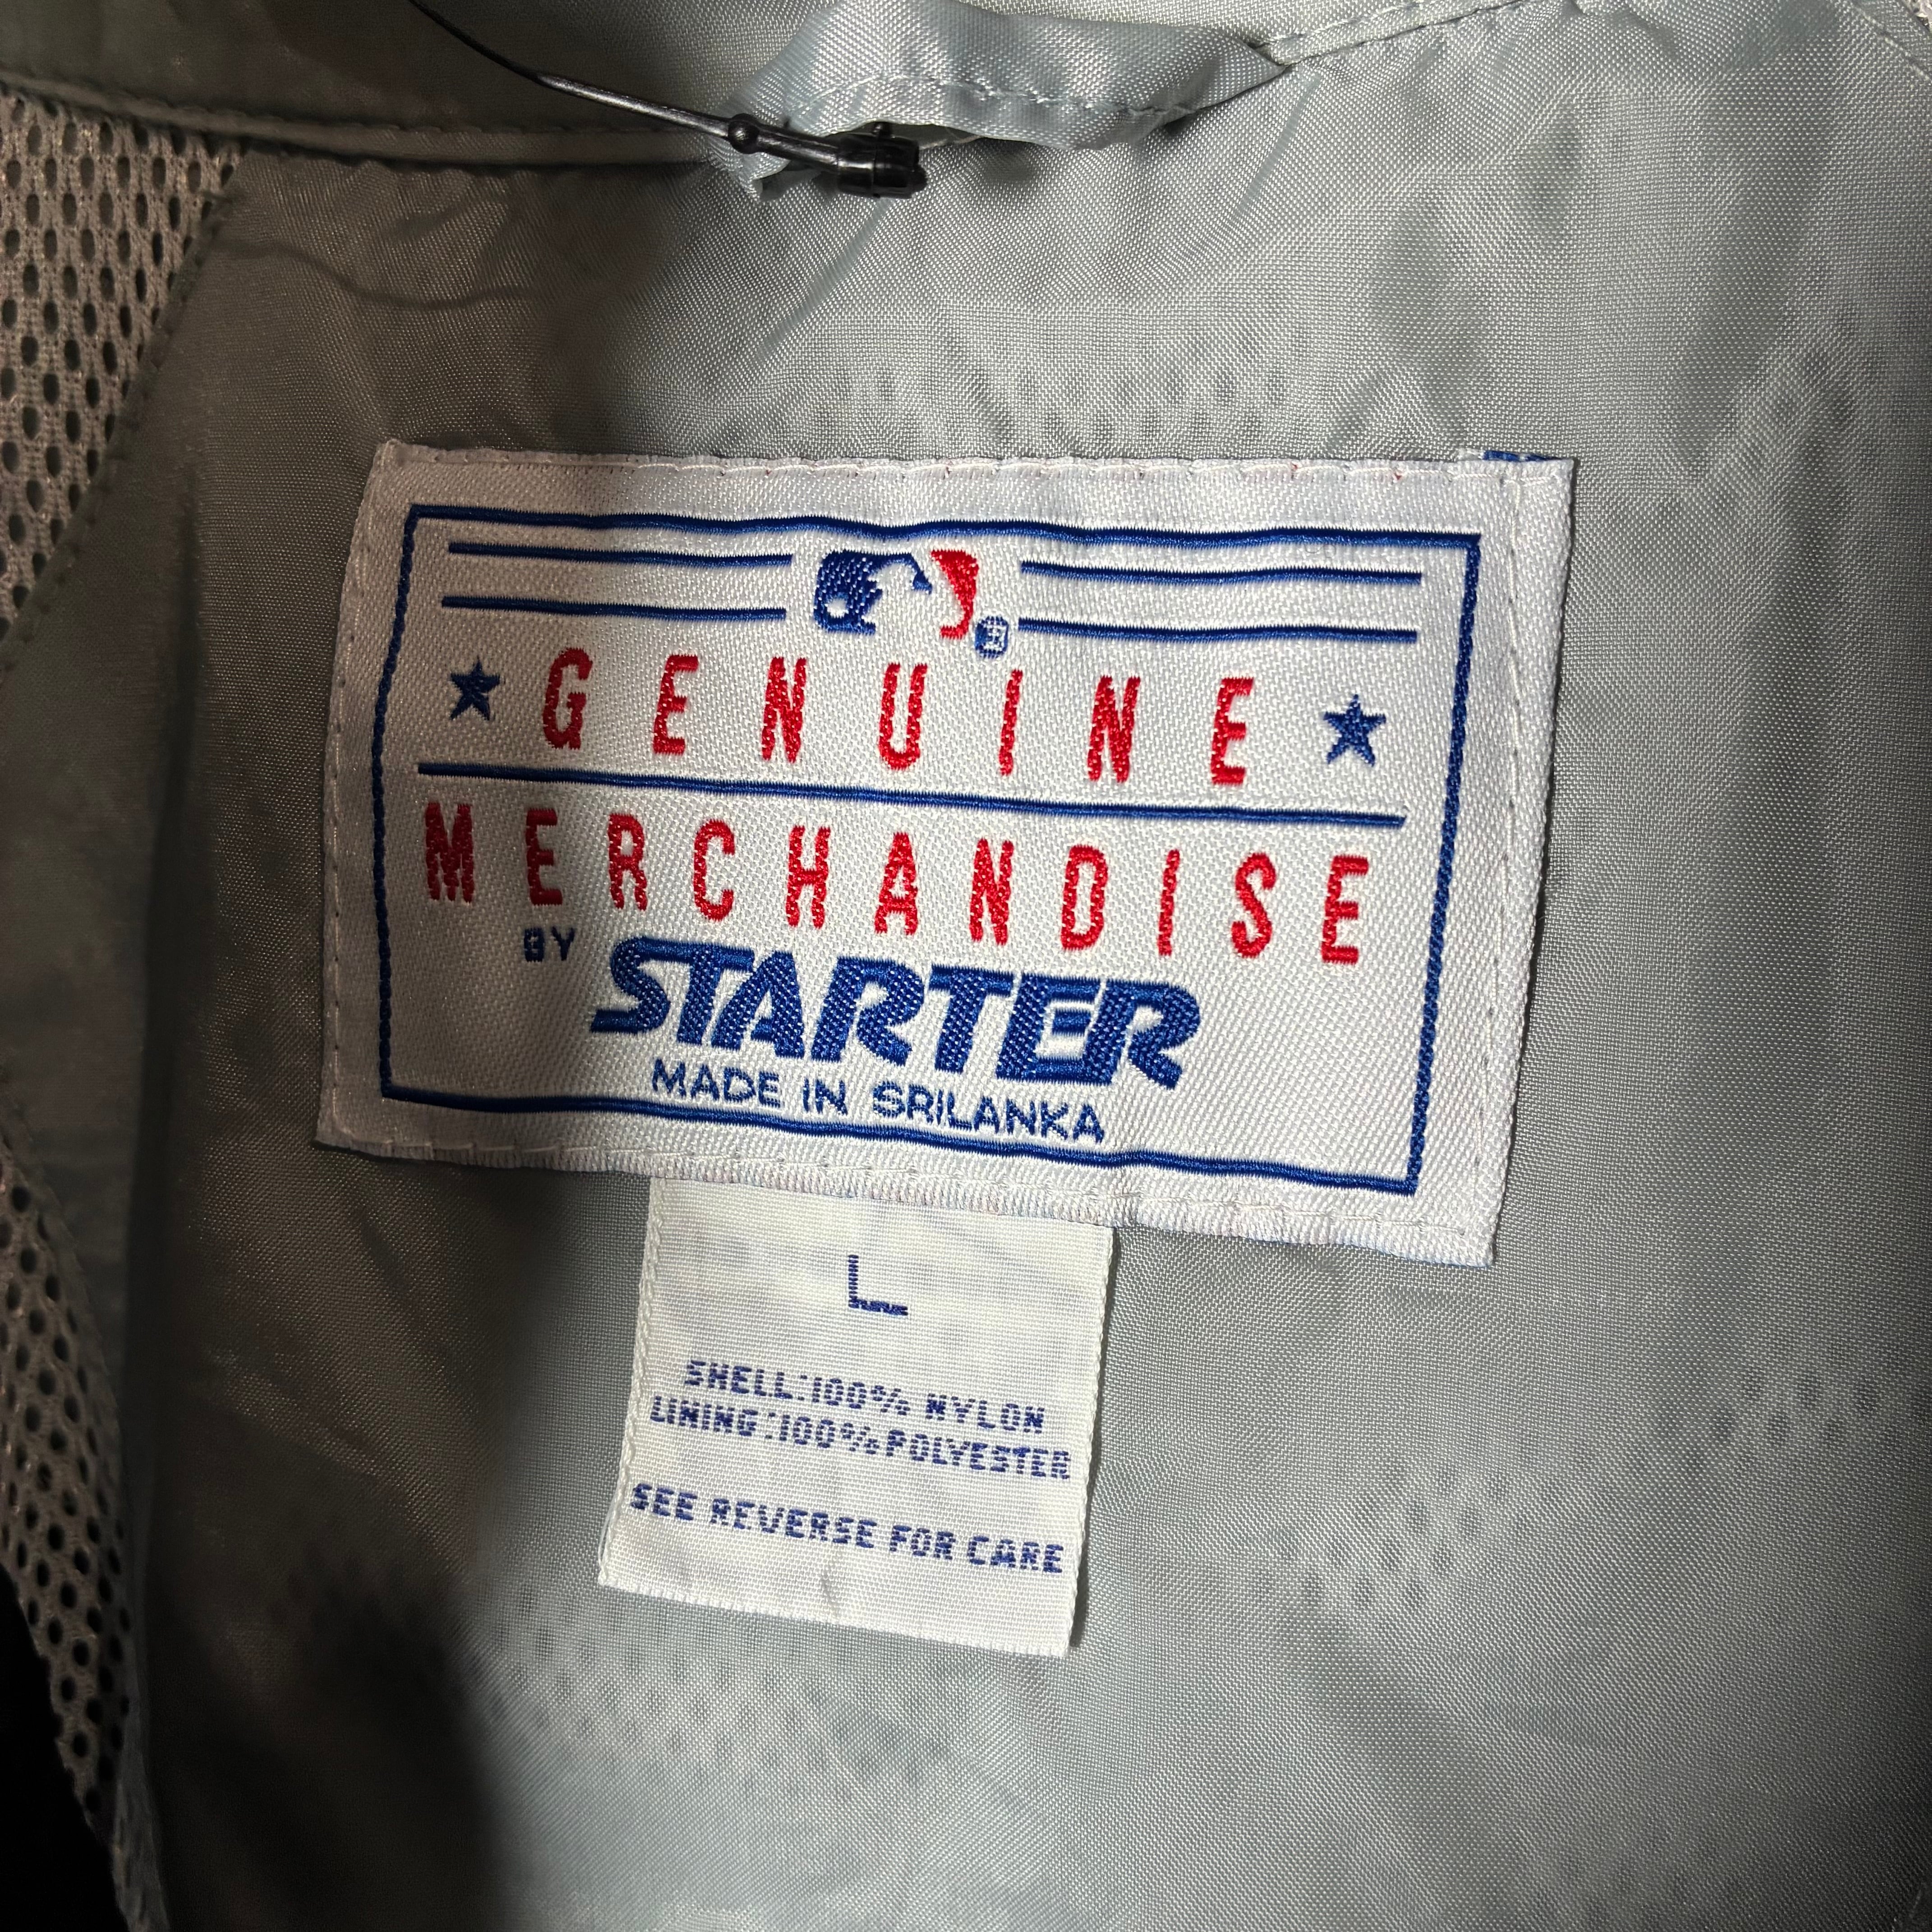 GENUINE
MERCHANDISE
BY STARTER
MADE IN SRILANKA
L
SHELL:100% NYLON
LINING:100% POLYESTER
SEE REVERSE FOR CARE